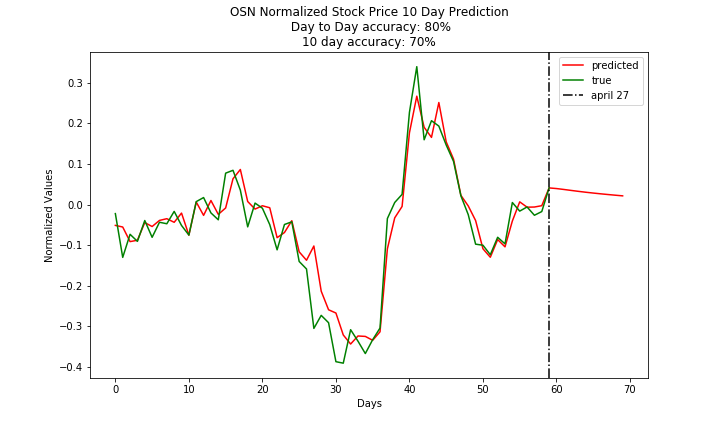 OSN Normalized Stock Price 10 Day Prediction
Day to Day accuracy: 80%
10 day accuracy: 70%
predicted
true
april 27
Normalized Values
0.3
0.2
0.1
0.0
−0.1
−0.2
−0.3
−0.4
0 10 20 30 40 50 60 70
Days